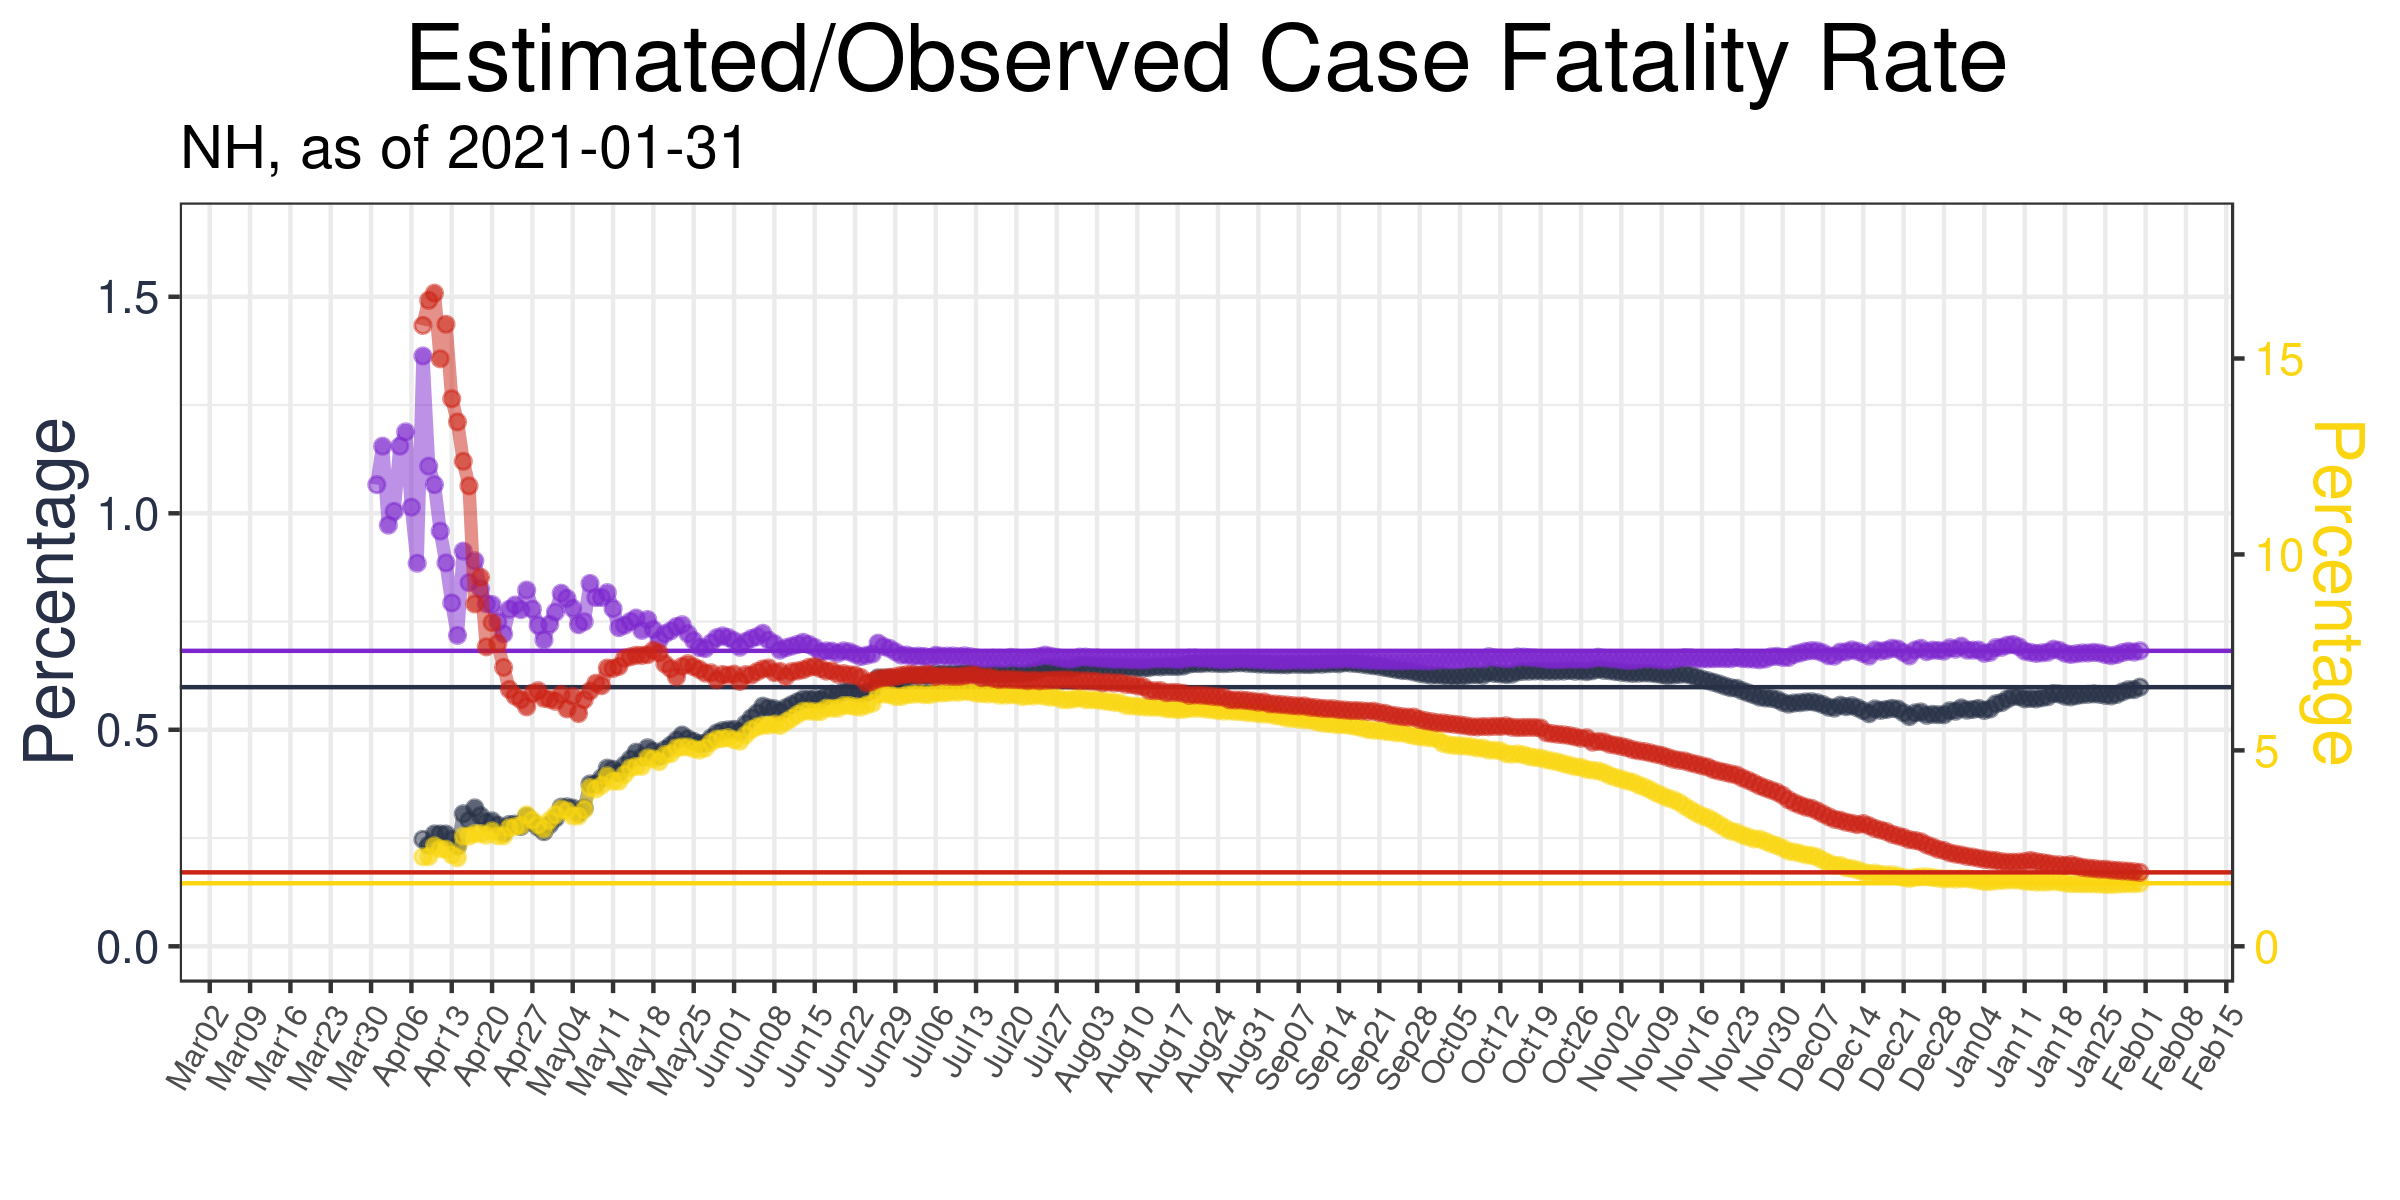 Estimated/Observed Case Fatality Rate
NH, as of 2021-01-31
Percentage
1.5
1.0
0.5
0.0
15
10
5
0
Percentage
Mar02 Mar09 Mar16 Mar23 Mar30 Apr06 Apr13 Apr20 Apr27 May04 May11 May18 May25 Jun01 Jun08 Jun15 Jun22 Jun29 Jul06 Jul13 Jul20 Jul27 Aug03 Aug10 Aug17 Aug24 Aug31 Sep07 Sep14 Sep21 Sep28 Oct05 Oct12 Oct19 Oct26 Nov02 Nov09 Nov16 Nov23 Nov30 Dec07 Dec14 Dec21 Dec28 Jan04 Jan11 Jan18 Jan25 Feb01 Feb08 Feb15